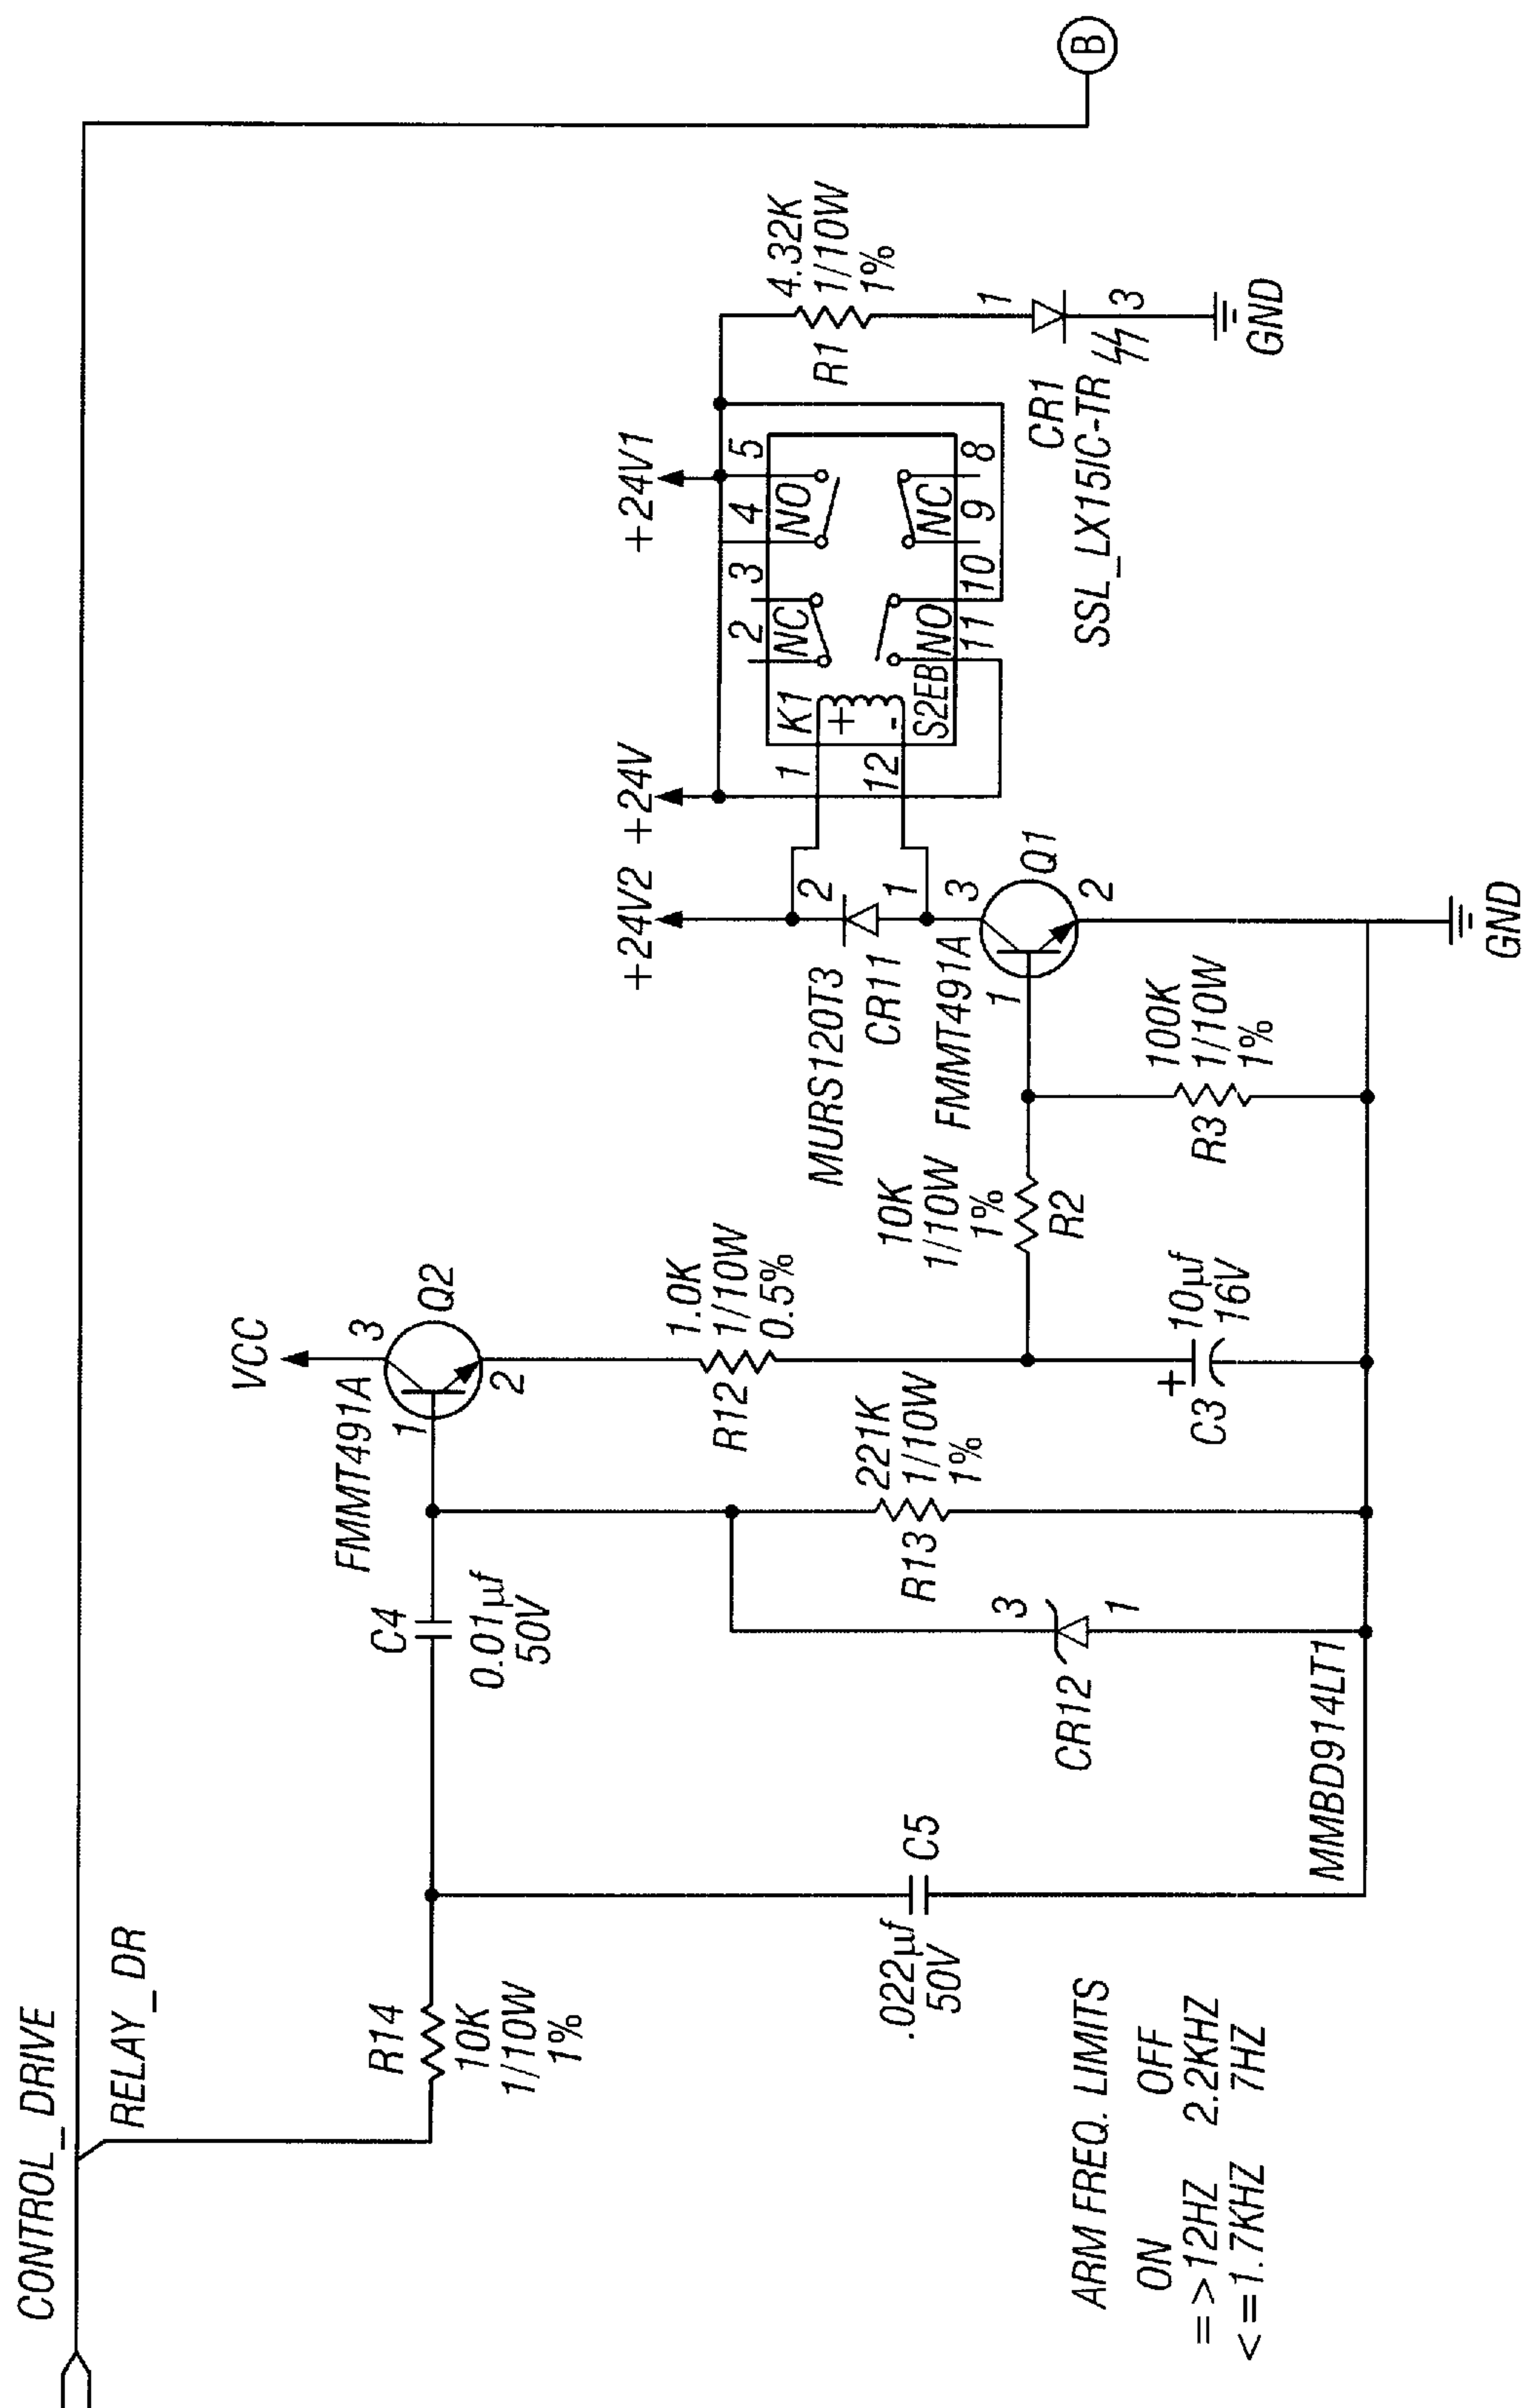 CONTROL_DRIVE
RELAY_DR
B
VCC
3
Q2
FMMT491A
1
2
C4
0.01µf
50V
R14
10K
1/10W
1%
R12
1.0K
1/10W
0.5%
R13
221K
1/10W
1%
CR12
3
1
MMBD914LT1
C5
.022µf
50V
+
C3
10µf
16V
10K
1/10W
1%
R2
R3
100K
1/10W
1%
+24V2
+24V
+24V1
MURS120T3
CR11
2
1
FMMT491A
3
1
2
Q1
GND
1
12
K1
+
-
S2EB
2
3
4
5
NC
NO
NO
NC
11
10
9
8
R1
4.32K
1/10W
1%
1
3
CR1
SSL_LX15IC-TR
GND
ARM FREQ. LIMITS
ON OFF
=>12HZ 2.2KHZ
<=1.7KHZ 7HZ